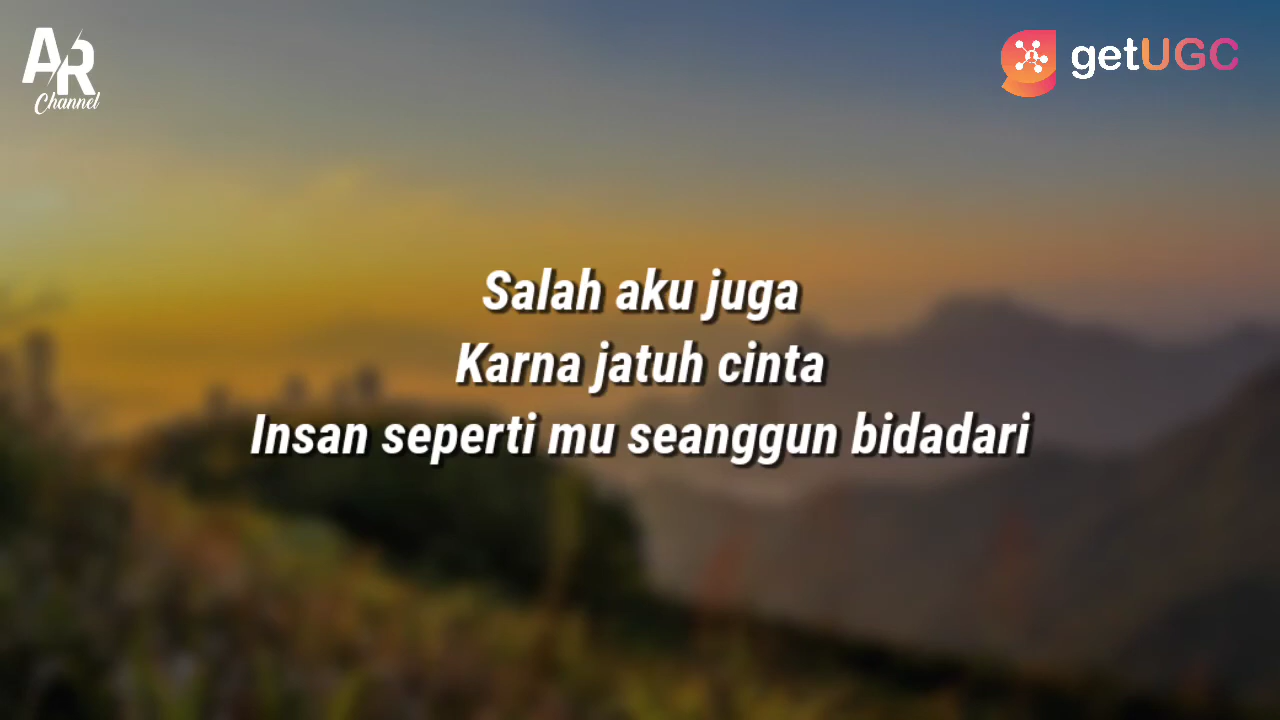 AR
Channel
getUGC
Salah aku juga
Karna jatuh cinta
Insan seperti mu seanggun bidadari